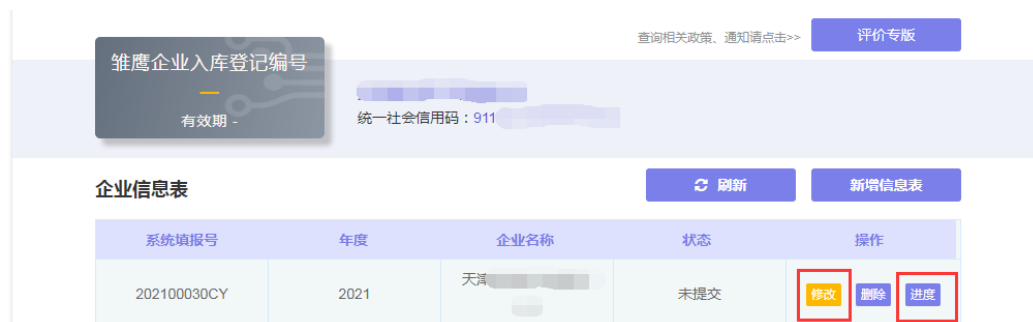 查询相关政策、通知请点击>>
评价专版
雏鹰企业入库登记编号
有效期 -
统一社会信用码：911
企业信息表
刷新
新增信息表
系统填报号 年度 企业名称 状态 操作
202100030CY 2021 天津 未提交 修改 删除 进度